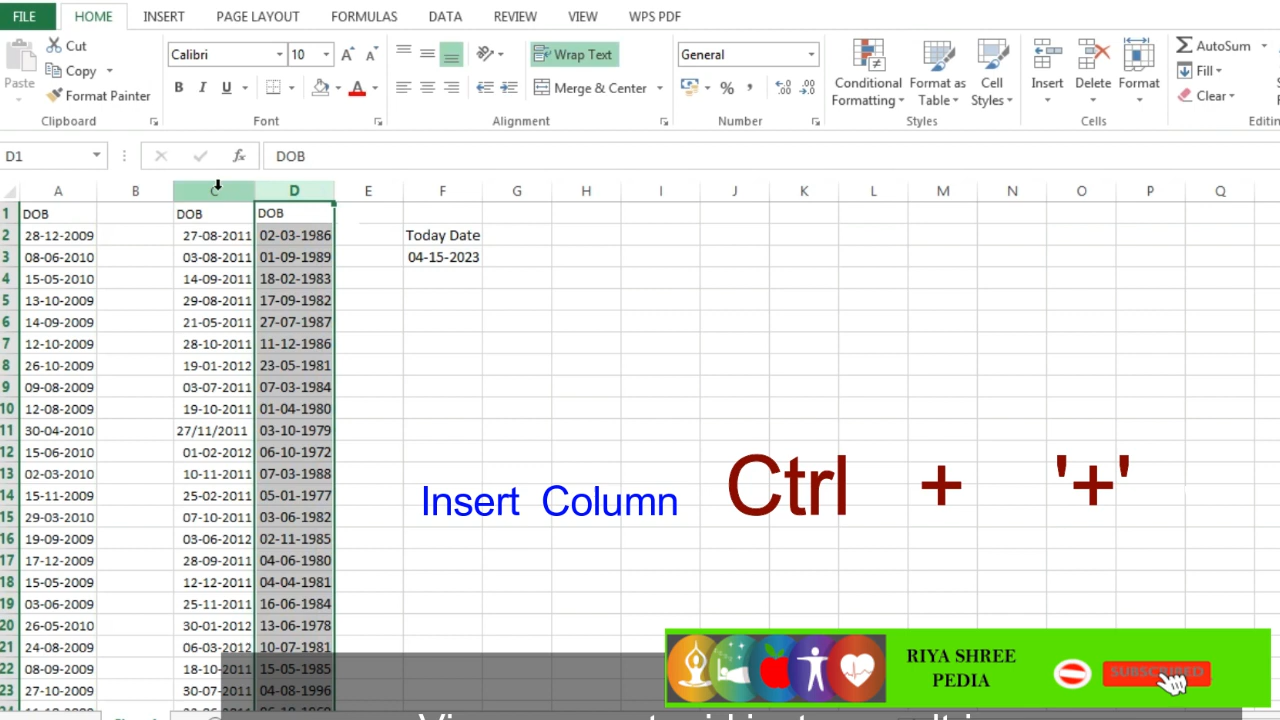 FILE HOME INSERT PAGE LAYOUT FORMULAS DATA REVIEW VIEW WPS PDF
Cut
Copy
Format Painter
Paste
Calibri 10
B I U
Wrap Text
Merge & Center
General
Conditional Formatting
Format as Table
Cell Styles
Insert Delete Format
AutoSum
Fill
Clear
Clipboard Font Alignment Number Styles Cells
D1 fx DOB
A B C D E F G H I J K L M N O P Q
1 DOB DOB DOB
2 28-12-2009 27-08-2011 02-03-1986 Today Date
3 08-06-2010 03-08-2011 01-09-1989 04-15-2023
4 15-05-2010 14-09-2011 18-02-1983
5 13-10-2009 29-08-2011 17-09-1982
6 14-09-2009 21-05-2011 27-07-1987
7 12-10-2009 28-10-2011 11-12-1986
8 26-10-2009 19-01-2012 23-05-1981
9 09-08-2009 03-07-2011 07-03-1984
10 12-08-2009 19-10-2011 01-04-1980
11 30-04-2010 27/11/2011 03-10-1979
12 15-06-2010 01-02-2012 06-10-1972
13 02-03-2010 10-11-2011 07-03-1988
14 15-11-2009 25-02-2011 05-01-1977
15 29-03-2010 07-10-2011 03-06-1982
16 19-09-2009 03-06-2012 02-11-1985
17 17-12-2009 28-09-2011 04-06-1980
18 15-05-2009 12-12-2011 04-04-1981
19 03-06-2009 25-11-2011 16-06-1984
20 26-05-2010 30-01-2012 13-06-1978
21 24-08-2009 06-03-2012 10-07-1981
22 08-09-2009 18-10-2011 15-05-1985
23 27-10-2009 30-07-2011 04-08-1996
Insert Column Ctrl + '+'
RIYA SHREE
PEDIA
SUBSCRIBED